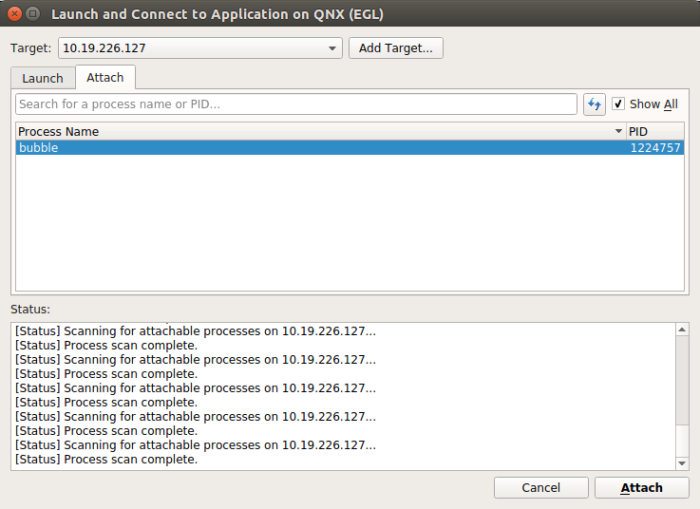 Launch and Connect to Application on QNX (EGL)
Target: 10.19.226.127 Add Target...
Launch Attach
Search for a process name or PID... Show All
Process Name PID
bubble 1224757
Status:
[Status] Scanning for attachable processes on 10.19.226.127...
[Status] Process scan complete.
[Status] Scanning for attachable processes on 10.19.226.127...
[Status] Process scan complete.
[Status] Scanning for attachable processes on 10.19.226.127...
[Status] Process scan complete.
[Status] Scanning for attachable processes on 10.19.226.127...
[Status] Process scan complete.
[Status] Scanning for attachable processes on 10.19.226.127...
[Status] Process scan complete.
Cancel Attach